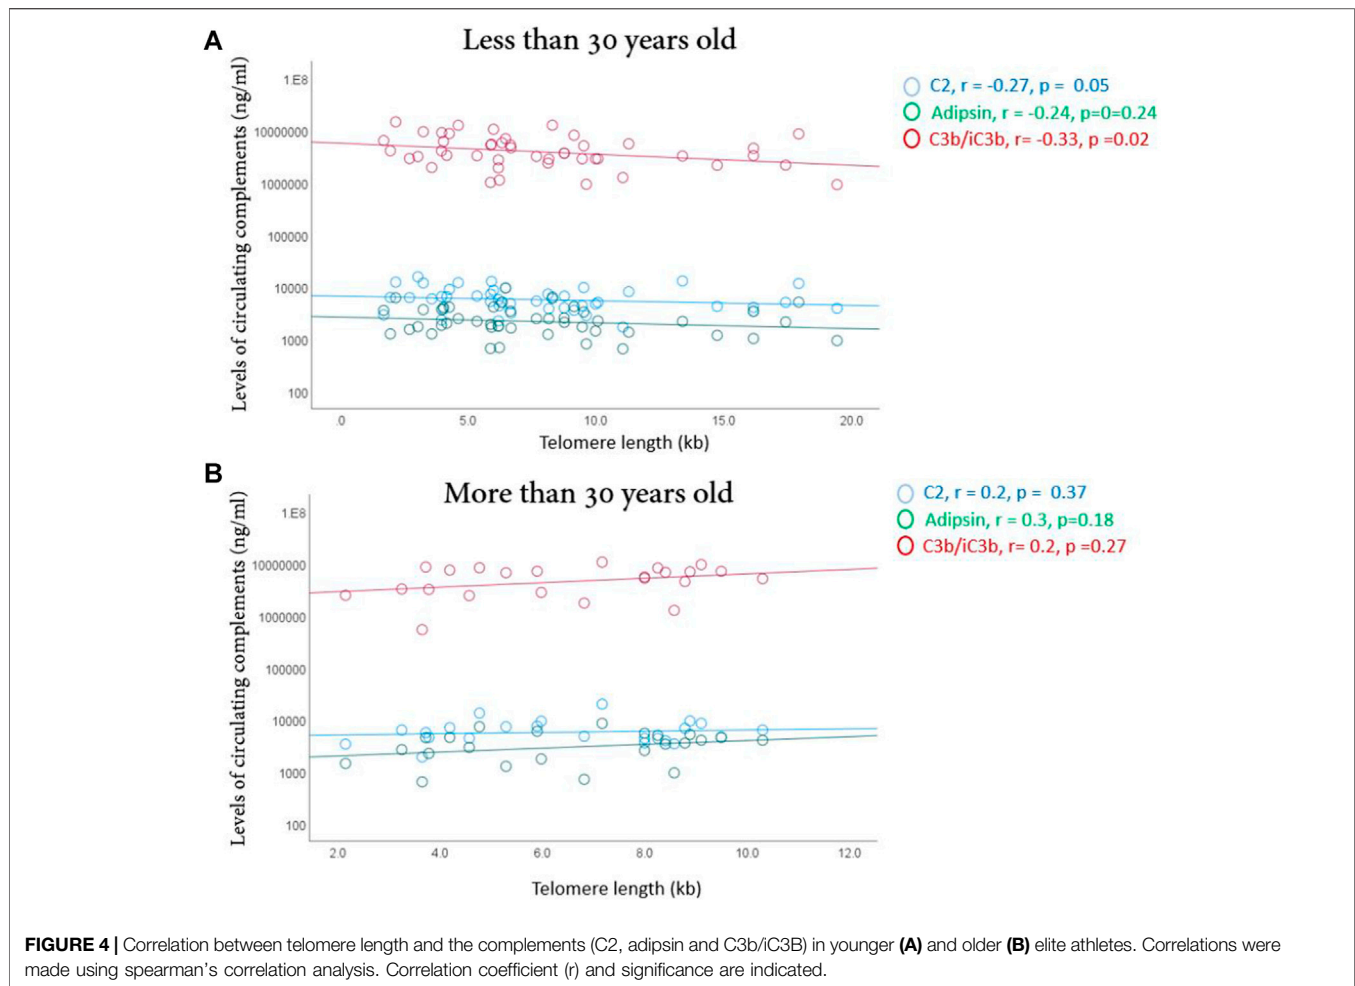 A
Less than 30 years old
Levels of circulating complements (ng/ml)
1.E8
10000000
1000000
100000
10000
1000
100
.0
5.0
10.0
15.0
20.0
Telomere length (kb)
C2, r = -0.27, p =  0.05
Adipsin, r = -0.24, p=0=0.24
C3b/iC3b, r= -0.33, p =0.02
B
More than 30 years old
Levels of circulating complements (ng/ml)
1.E8
10000000
1000000
100000
10000
1000
100
2.0
4.0
6.0
8.0
10.0
12.0
Telomere length (kb)
C2, r = 0.2, p =  0.37
Adipsin, r = 0.3, p=0.18
C3b/iC3b, r= 0.2, p =0.27
FIGURE 4 | Correlation between telomere length and the complements (C2, adipsin and C3b/iC3B) in younger (A) and older (B) elite athletes. Correlations were
made using spearman's correlation analysis. Correlation coefficient (r) and significance are indicated.